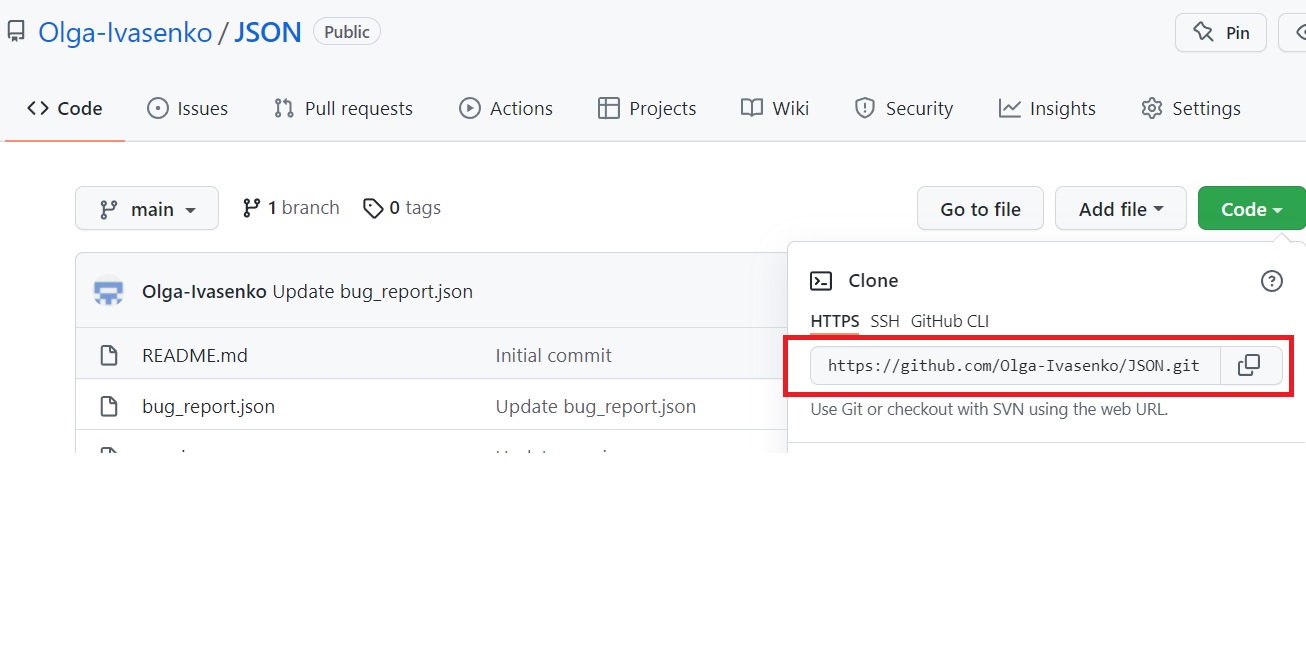 Olga-Ivasenko / JSON Public Pin
Code Issues Pull requests Actions Projects Wiki Security Insights Settings
main 1 branch 0 tags Go to file Add file Code
Olga-Ivasenko Update bug_report.json
Clone
HTTPS SSH GitHub CLI
README.md Initial commit
https://github.com/Olga-Ivasenko/JSON.git
bug_report.json Update bug_report.json
Use Git or checkout with SVN using the web URL.